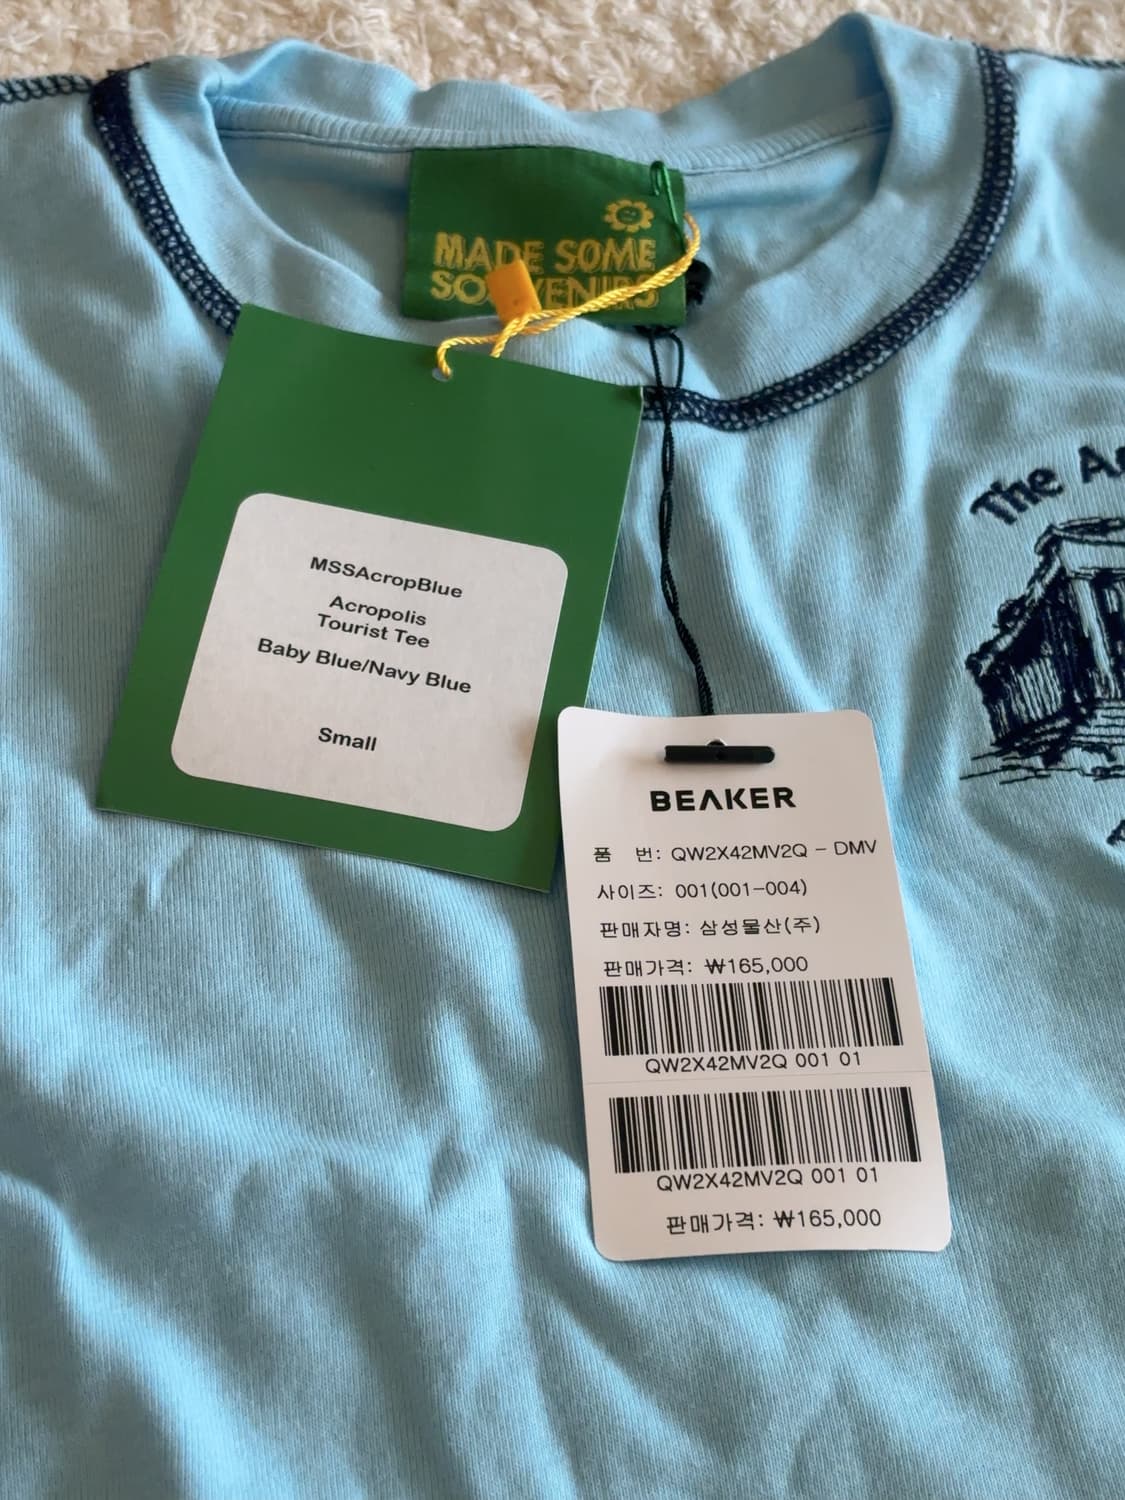 MADE SOME
SOUVENIRS
MSSAcropBlue
Acropolis
Tourist Tee
Baby Blue/Navy Blue
Small
The
BEAKER
품 번: QW2X42MV2Q - DMV
사이즈: 001(001-004)
판매자명: 삼성물산(주)
판매가격: ₩165,000
QW2X42MV2Q 001 01
QW2X42MV2Q 001 01
판매가격: ₩165,000